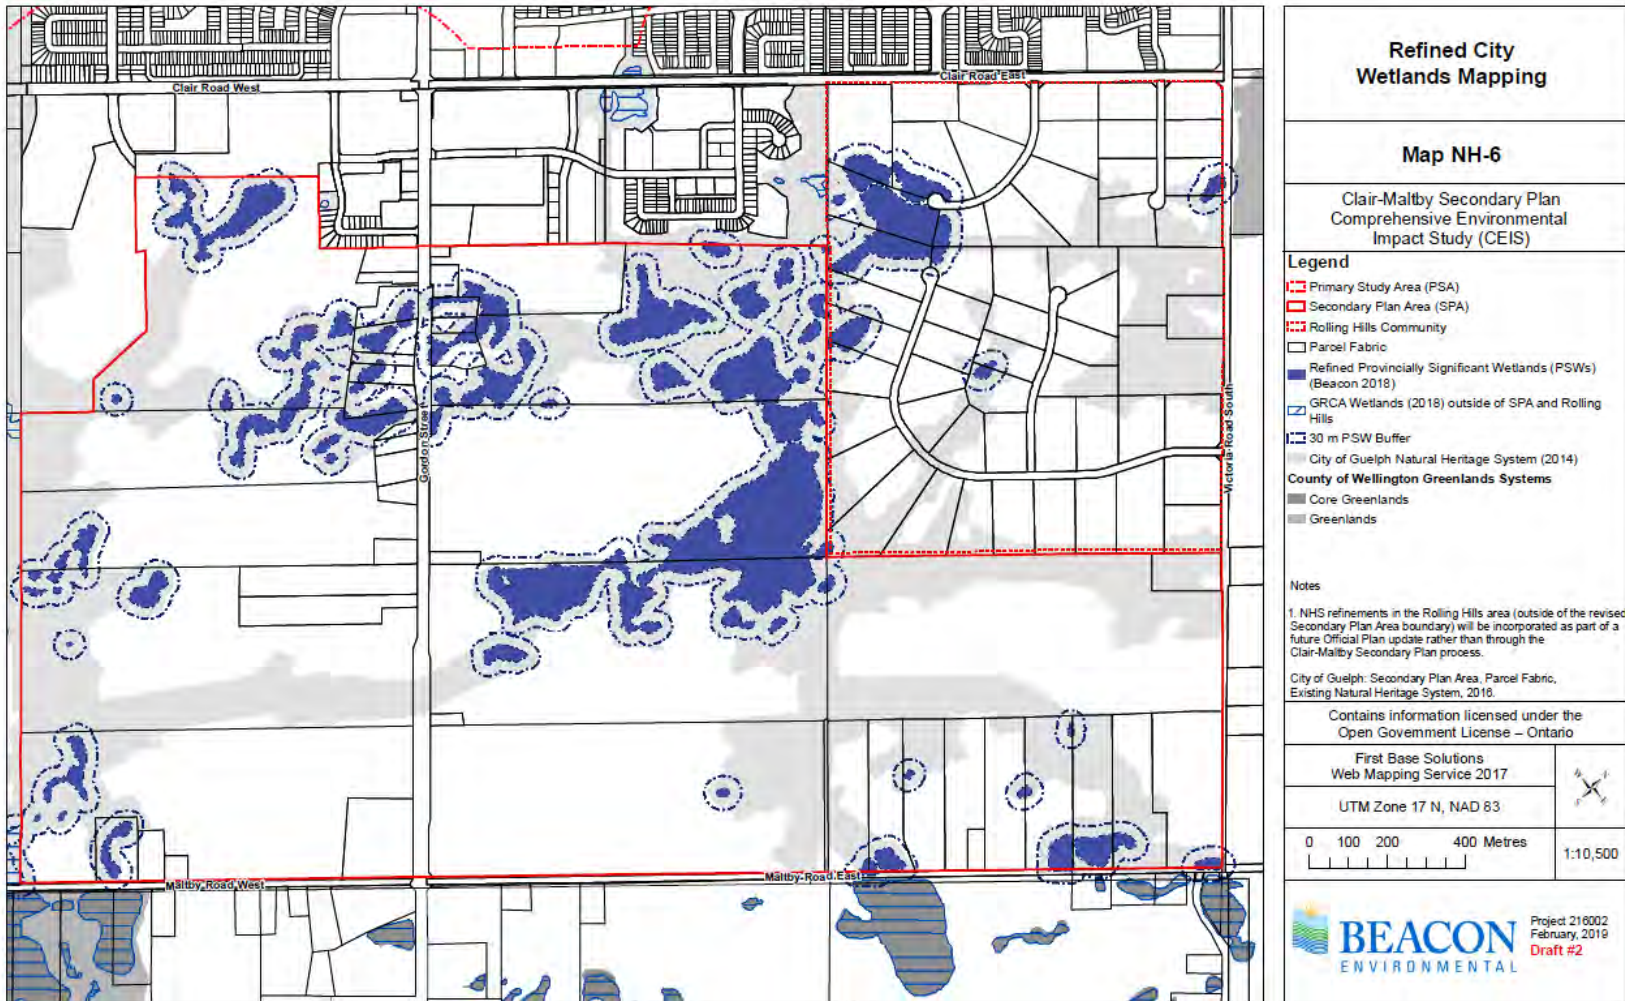 Clair Road West
Clair Road East
Gordon Street
Victoria Road South
Maltby Road West
Maltby Road East
Refined City
Wetlands Mapping
Map NH-6
Clair-Maltby Secondary Plan
Comprehensive Environmental
Impact Study (CEIS)
Legend
Primary Study Area (PSA)
Secondary Plan Area (SPA)
Rolling Hills Community
Parcel Fabric
Refined Provincially Significant Wetlands (PSWs)
(Beacon 2018)
GRCA Wetlands (2018) outside of SPA and Rolling
Hills
30 m PSW Buffer
City of Guelph Natural Heritage System (2014)
County of Wellington Greenlands Systems
Core Greenlands
Greenlands
Notes
1. NHS refinements in the Rolling Hills area (outside of the revised
Secondary Plan Area boundary) will be incorporated as part of a
future Official Plan update rather than through the
Clair-Maltby Secondary Plan process.
City of Guelph: Secondary Plan Area, Parcel Fabric,
Existing Natural Heritage System, 2016.
Contains information licensed under the
Open Government License – Ontario
First Base Solutions
Web Mapping Service 2017
UTM Zone 17 N, NAD 83
0 100 200 400 Metres
1:10,500
BEACON
ENVIRONMENTAL
Project 216002
February, 2019
Draft #2